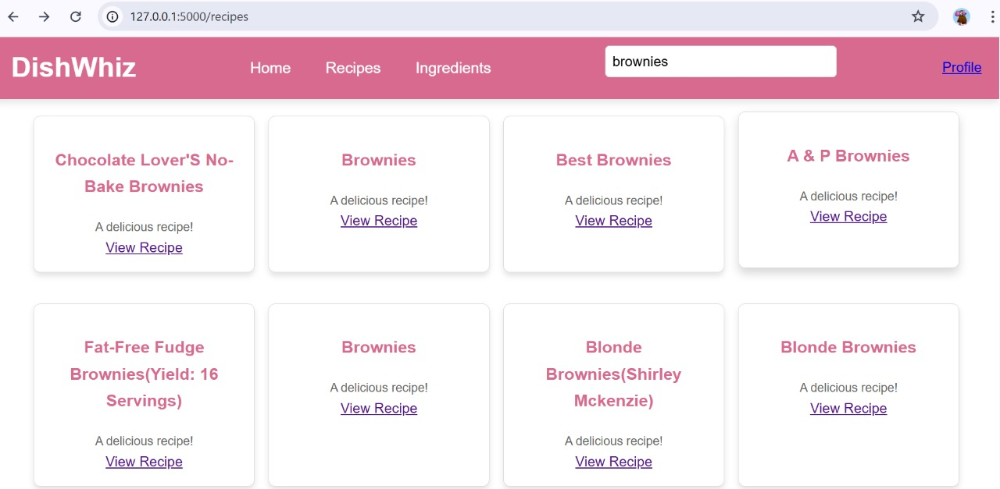 127.0.0.1:5000/recipes
DishWhiz
Home
Recipes
Ingredients
brownies
Profile
Chocolate Lover'S No-
Bake Brownies
A delicious recipe!
View Recipe
Brownies
A delicious recipe!
View Recipe
Best Brownies
A delicious recipe!
View Recipe
A & P Brownies
A delicious recipe!
View Recipe
Fat-Free Fudge
Brownies(Yield: 16
Servings)
A delicious recipe!
View Recipe
Brownies
A delicious recipe!
View Recipe
Blonde
Brownies(Shirley
Mckenzie)
A delicious recipe!
View Recipe
Blonde Brownies
A delicious recipe!
View Recipe